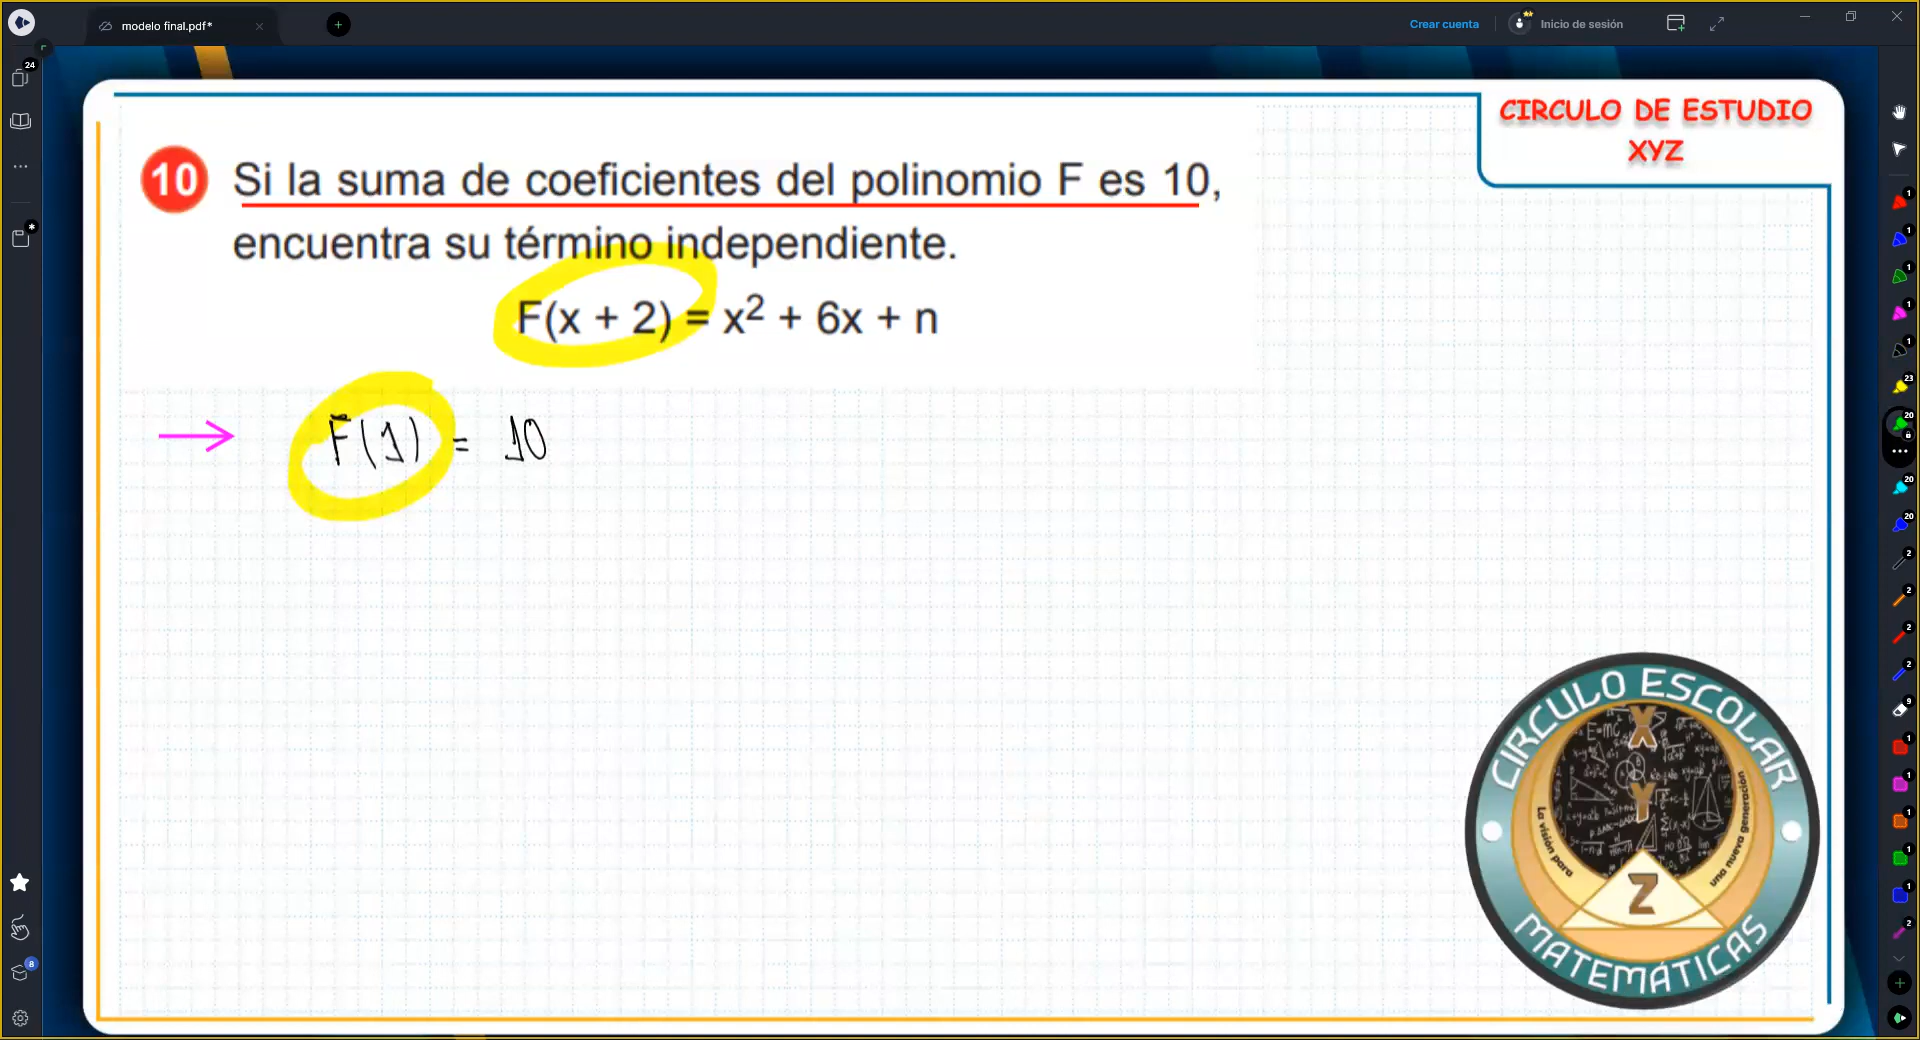 modelo final.pdf*
Crear cuenta
Inicio de sesión
CIRCULO DE ESTUDIO
XYZ
10 Si la suma de coeficientes del polinomio F es 10,
encuentra su término independiente.
F(x + 2) = x² + 6x + n
F(1) = 10
CIRCULO ESCOLAR
X
Y
Z
La visión para
una nueva generación
MATEMÁTICAS